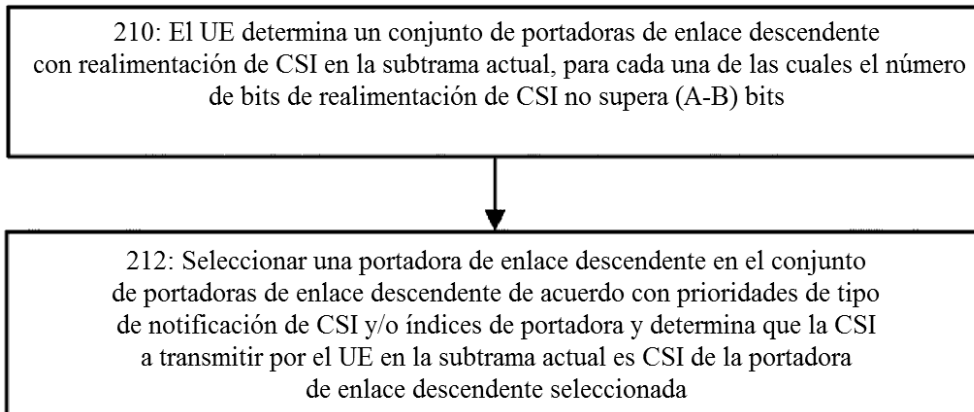 210: El UE determina un conjunto de portadoras de enlace descendente
con realimentación de CSI en la subtrama actual, para cada una de las cuales el número
de bits de realimentación de CSI no supera (A-B) bits
212: Seleccionar una portadora de enlace descendente en el conjunto
de portadoras de enlace descendente de acuerdo con prioridades de tipo
de notificación de CSI y/o índices de portadora y determina que la CSI
a transmitir por el UE en la subtrama actual es CSI de la portadora
de enlace descendente seleccionada